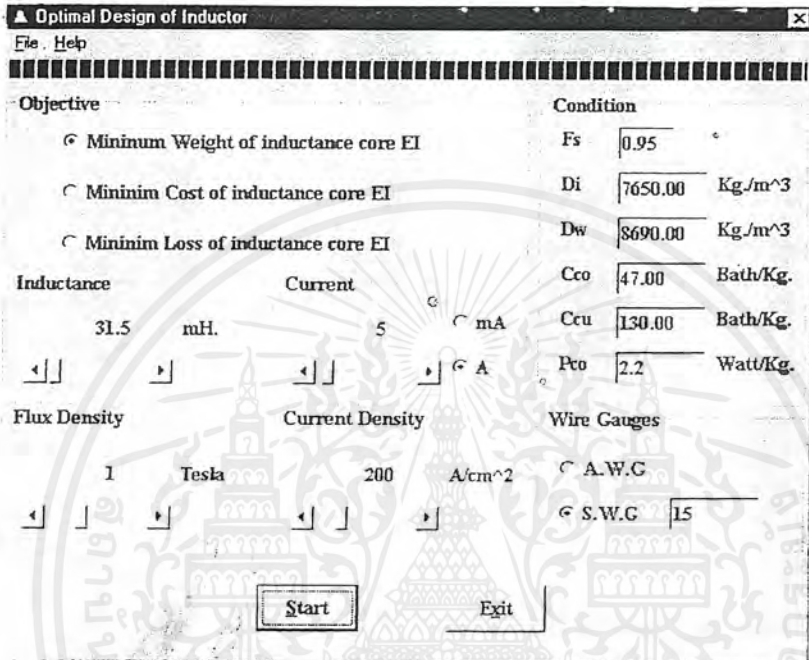 Optimal Design of Inductor
File. Help
Objective
Mininum Weight of inductance core EI
Mininim Cost of inductance core EI
Mininim Loss of inductance core EI
Condition
Fs 0.95
Di 7650.00 Kg./m^3
Dw 8690.00 Kg./m^3
Cco 47.00 Bath/Kg.
Ccu 130.00 Bath/Kg.
Pco 2.2 Watt/Kg.
Inductance
31.5 mH.
Current
5 mA
A
Flux Density
1 Tesla
Current Density
200 A/cm^2
Wire Gauges
A.W.G
S.W.G 15
Start
Exit